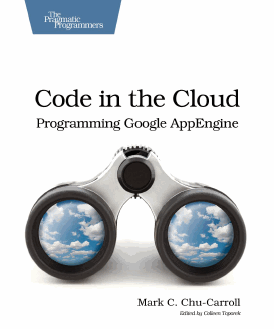 The
Pragmatic
Programmers
Code in the Cloud
Programming Google AppEngine
Mark C. Chu-Carroll
Edited by Colleen Toporek